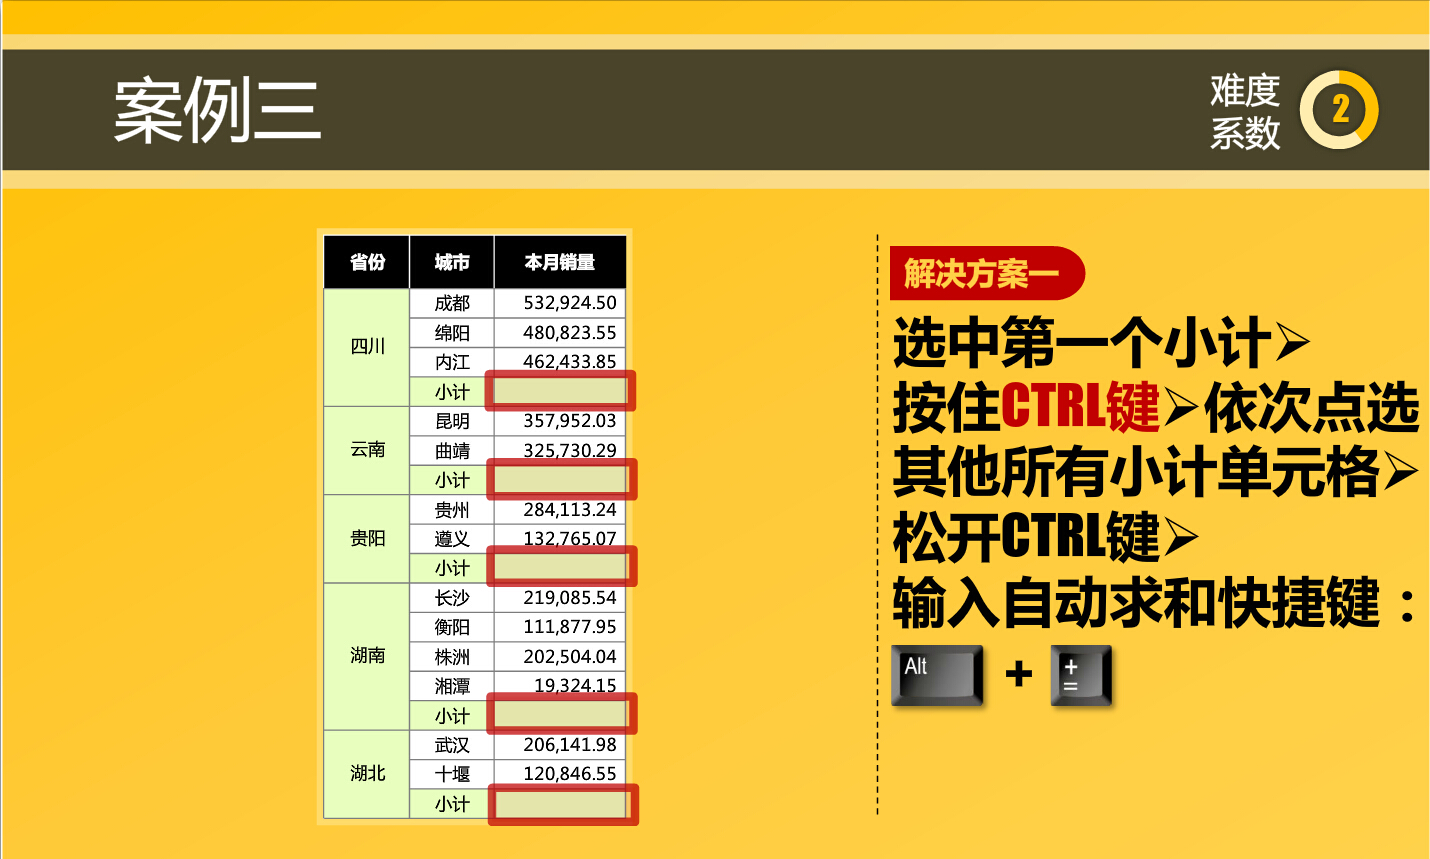 案例三
难度
系数
2
省份 城市 本月销量
四川
成都 532,924.50
绵阳 480,823.55
内江 462,433.85
小计
云南
昆明 357,952.03
曲靖 325,730.29
小计
贵阳
贵州 284,113.24
遵义 132,765.07
小计
湖南
长沙 219,085.54
衡阳 111,877.95
株洲 202,504.04
湘潭 19,324.15
小计
湖北
武汉 206,141.98
十堰 120,846.55
小计
解决方案一
选中第一个小计➢
按住CTRL键➢依次点选
其他所有小计单元格➢
松开CTRL键➢
输入自动求和快捷键：
Alt + +
=